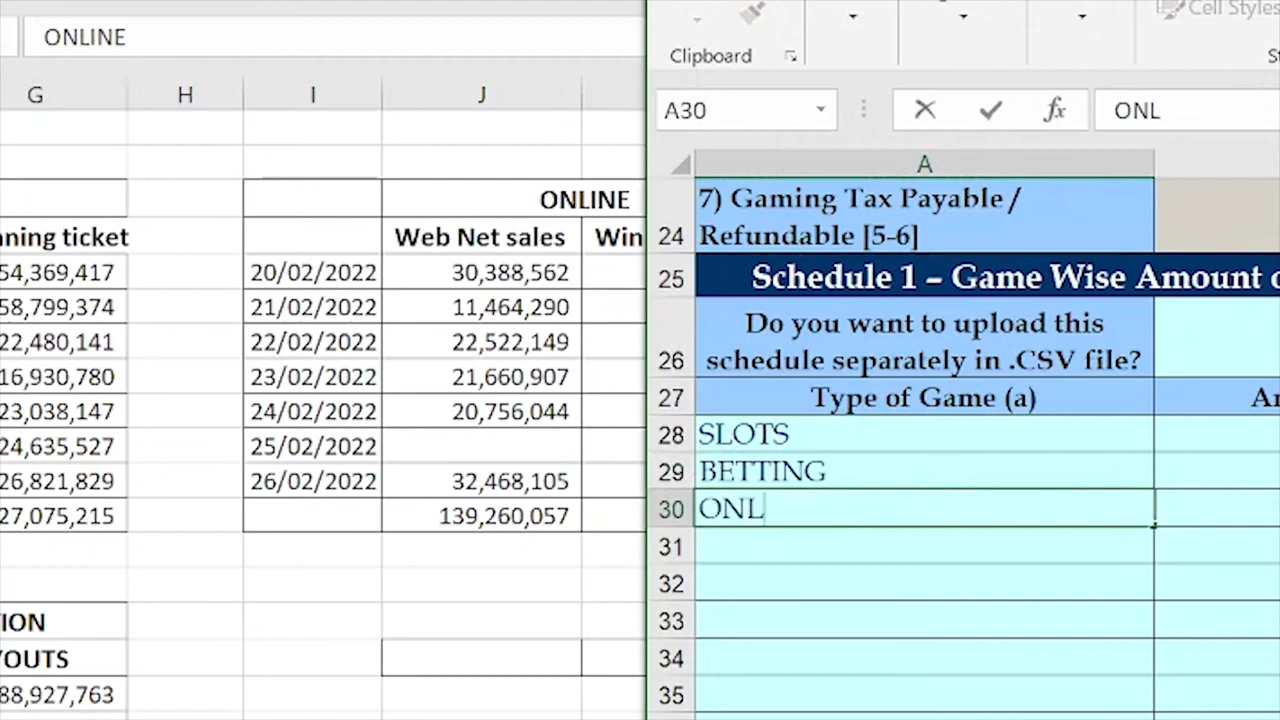 ONLINE
G H I J
ONLINE
nning ticket Web Net sales Win
54,369,417 20/02/2022 30,388,562
58,799,374 21/02/2022 11,464,290
22,480,141 22/02/2022 22,522,149
16,930,780 23/02/2022 21,660,907
23,038,147 24/02/2022 20,756,044
24,635,527 25/02/2022
26,821,829 26/02/2022 32,468,105
27,075,215 139,260,057
ION
YOUTS
88,927,763
Cell Styles
Clipboard
A30 fx ONL
A
24 7) Gaming Tax Payable /
Refundable [5-6]
25 Schedule 1 – Game Wise Amount
26 Do you want to upload this
schedule separately in .CSV file?
27 Type of Game (a)
28 SLOTS
29 BETTING
30 ONL
31
32
33
34
35